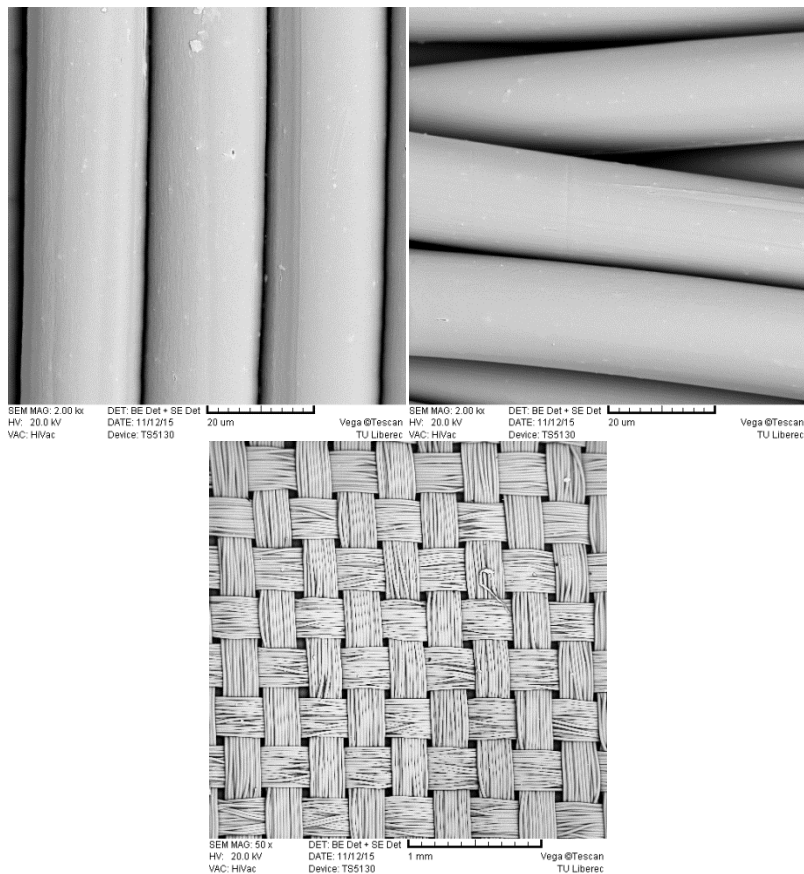 SEM MAG: 2.00 kx DET: BE Det + SE Det
HV: 20.0 kV DATE: 11/12/15 20 um Vega ©Tescan
VAC: HiVac Device: TS5130 TU Liberec
SEM MAG: 2.00 kx DET: BE Det + SE Det
HV: 20.0 kV DATE: 11/12/15 20 um Vega ©Tescan
VAC: HiVac Device: TS5130 TU Liberec
SEM MAG: 50 x DET: BE Det + SE Det
HV: 20.0 kV DATE: 11/12/15 1 mm Vega ©Tescan
VAC: HiVac Device: TS5130 TU Liberec